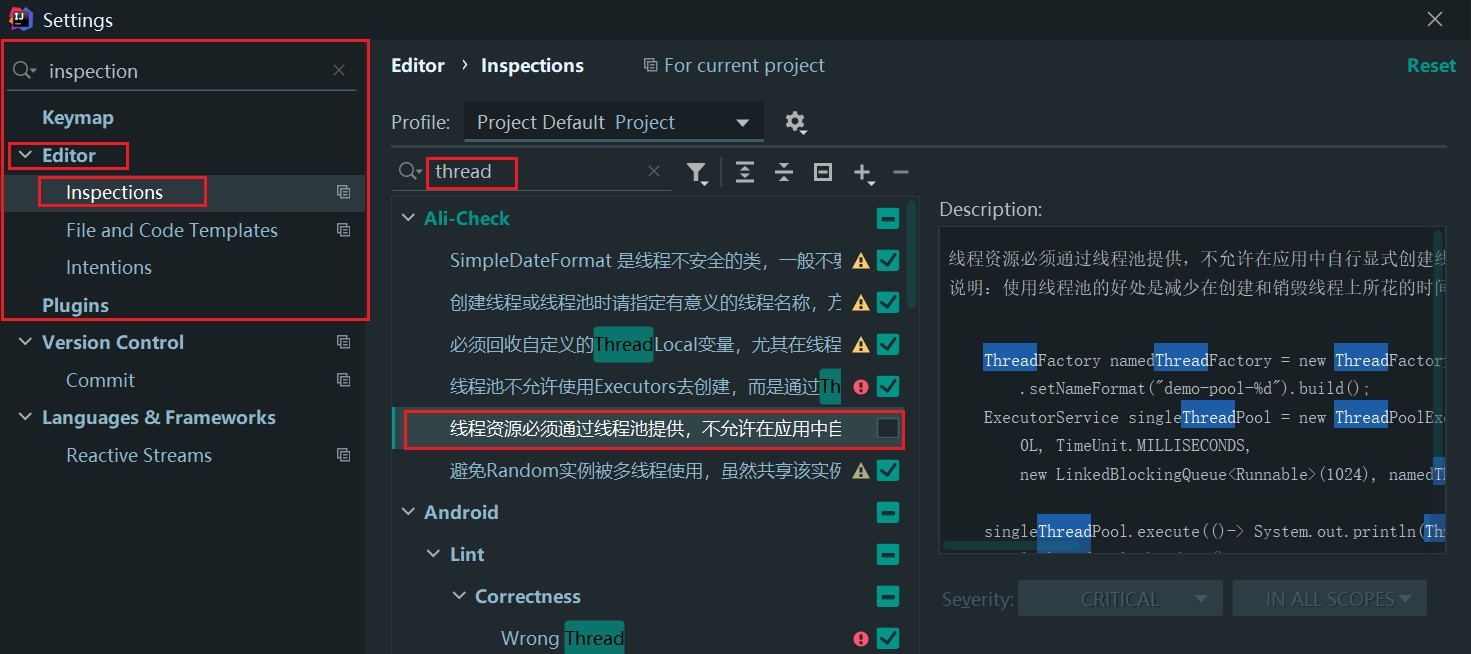 Settings
inspection
Keymap
Editor
Inspections
File and Code Templates
Intentions
Plugins
Version Control
Commit
Languages & Frameworks
Reactive Streams
Editor › Inspections
For current project
Reset
Profile:
Project Default Project
thread
Ali-Check
SimpleDateFormat 是线程不安全的类，一般不要
创建线程或线程池时请指定有意义的线程名称，方
必须回收自定义的ThreadLocal变量，尤其在线程
线程池不允许使用Executors去创建，而是通过Th
线程资源必须通过线程池提供，不允许在应用中自
避免Random实例被多线程使用，虽然共享该实例
Android
Lint
Correctness
Wrong Thread
Description:
线程资源必须通过线程池提供，不允许在应用中自行显式创建线
说明：使用线程池的好处是减少在创建和销毁线程上所花的时间
ThreadFactory namedThreadFactory = new ThreadFactory
.setNameFormat("demo-pool-%d").build();
ExecutorService singleThreadPool = new ThreadPoolExe
0L, TimeUnit.MILLISECONDS,
new LinkedBlockingQueue<Runnable>(1024), namedTh
singleThreadPool.execute(()-> System.out.println(Thr
Severity:
CRITICAL
IN ALL SCOPES